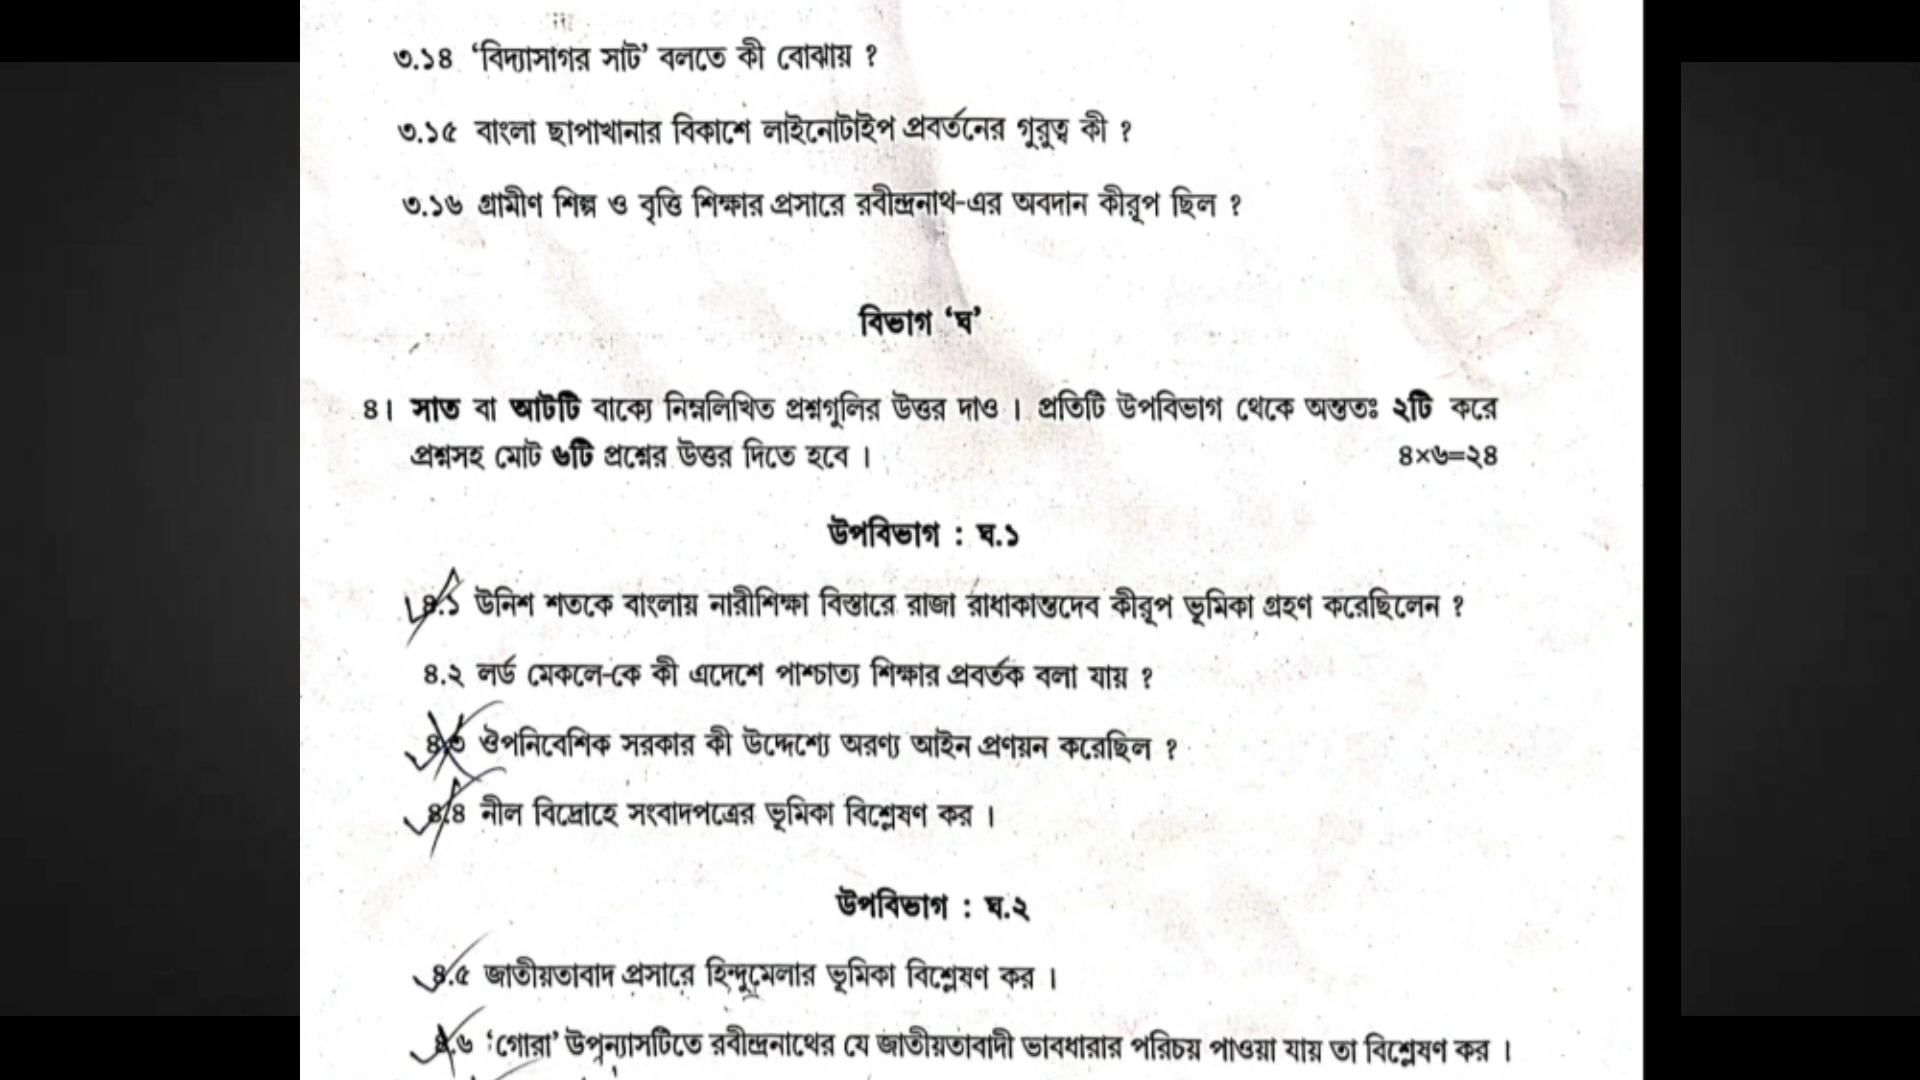 ৩.১৪ ‘বিদ্যাসাগর সাট’ বলতে কী বোঝায় ?
৩.১৫ বাংলা ছাপাখানার বিকাশে লাইনোটাইপ প্রবর্তনের গুরুত্ব কী ?
৩.১৬ গ্রামীণ শিল্প ও বৃত্তি শিক্ষার প্রসারে রবীন্দ্রনাথ-এর অবদান কীরূপ ছিল ?
বিভাগ ‘ঘ’
৪। সাত বা আটটি বাক্যে নিম্নলিখিত প্রশ্নগুলির উত্তর দাও । প্রতিটি উপবিভাগ থেকে অন্ততঃ ২টি করে
প্রশ্নসহ মোট ৬টি প্রশ্নের উত্তর দিতে হবে । ৪×৬=২৪
উপবিভাগ : ঘ.১
৪.১ উনিশ শতকে বাংলায় নারীশিক্ষা বিস্তারে রাজা রাধাকান্তদেব কীরূপ ভূমিকা গ্রহণ করেছিলেন ?
৪.২ লর্ড মেকলে-কে কী এদেশে পাশ্চাত্য শিক্ষার প্রবর্তক বলা যায় ?
৪.৩ ঔপনিবেশিক সরকার কী উদ্দেশ্যে অরণ্য আইন প্রণয়ন করেছিল ?
৪.৪ নীল বিদ্রোহে সংবাদপত্রের ভূমিকা বিশ্লেষণ কর ।
উপবিভাগ : ঘ.২
৪.৫ জাতীয়তাবাদ প্রসারে হিন্দুমেলার ভূমিকা বিশ্লেষণ কর ।
৪.৬ ‘গোরা’ উপন্যাসটিতে রবীন্দ্রনাথের যে জাতীয়তাবাদী ভাবধারার পরিচয় পাওয়া যায় তা বিশ্লেষণ কর ।